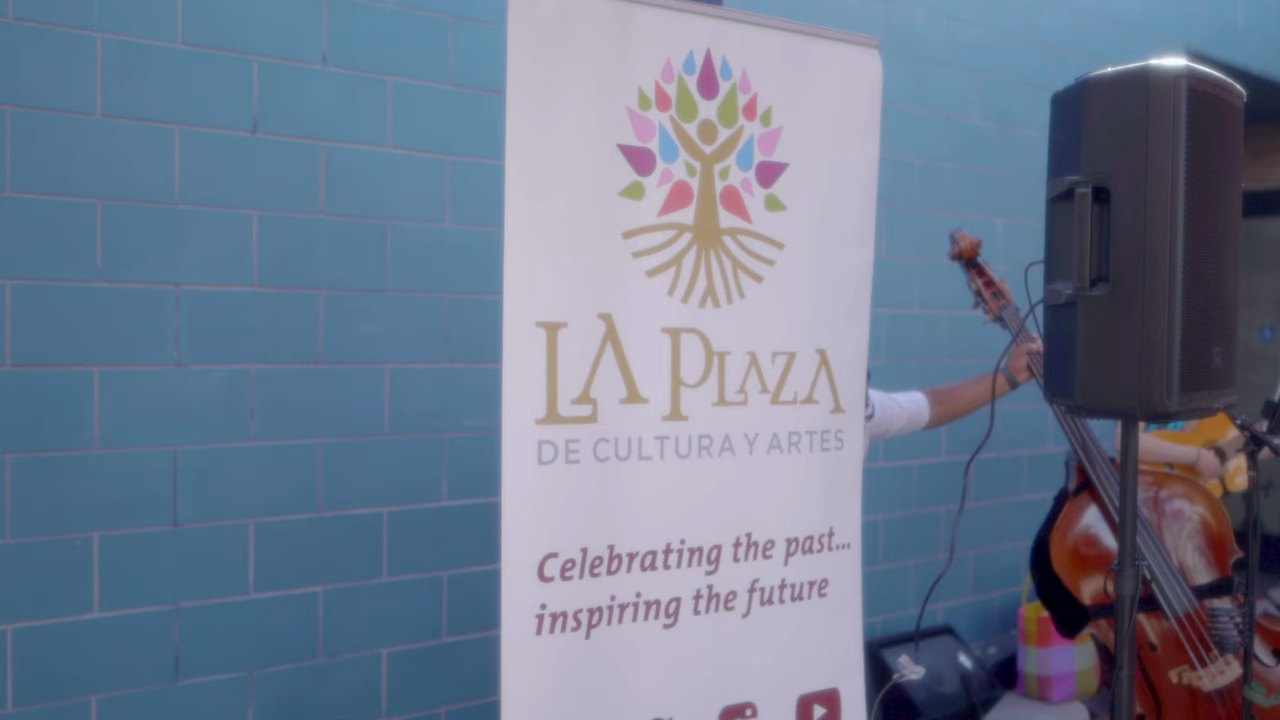 LA PLAZA
DE CULTURA Y ARTES
Celebrating the past...
inspiring the future